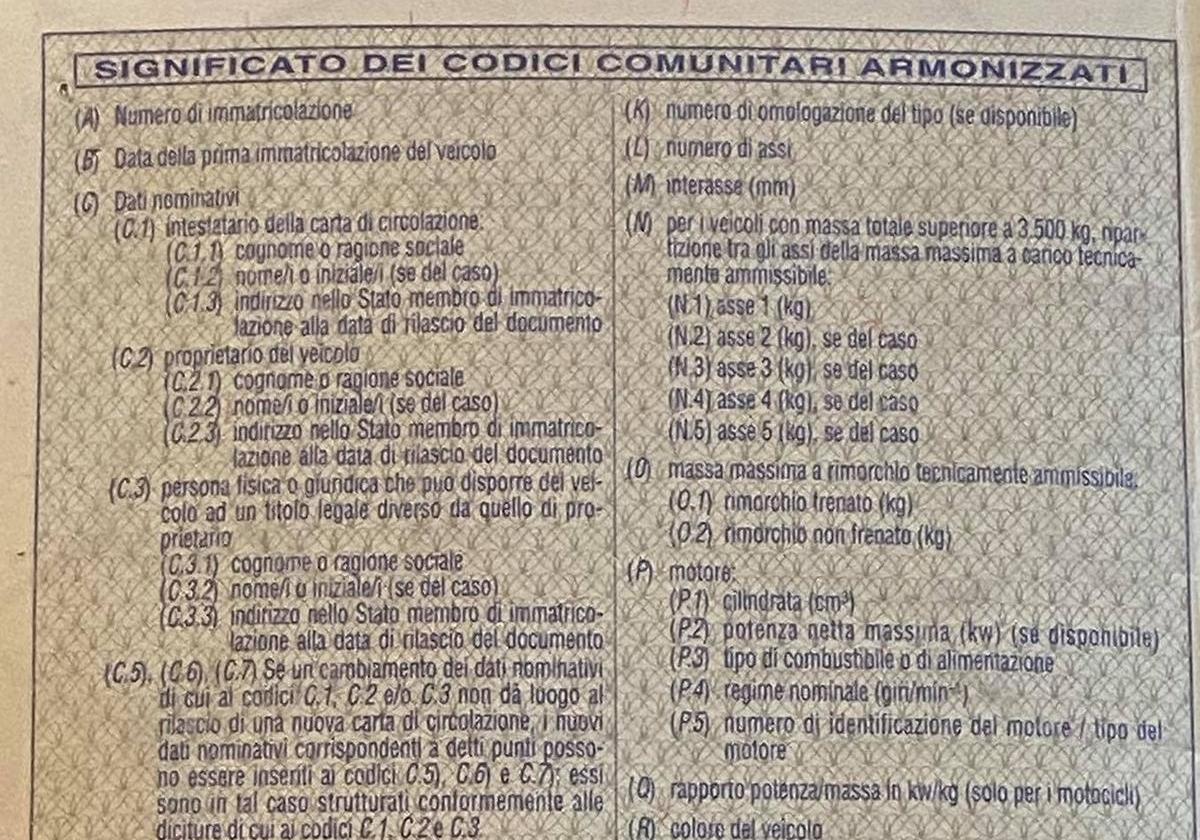 SIGNIFICATO DEI CODICI COMUNITARI ARMONIZZATI
(A) Numero di immatricolazione
(B) Data della prima immatricolazione del veicolo
(C) Dati nominativi
(C.1) intestatario della carta di circolazione:
(C.1.1) cognome o ragione sociale
(C.1.2) nome/i o iniziale/i (se del caso)
(C.1.3) indirizzo nello Stato membro di immatrico-
lazione alla data di rilascio del documento
(C.2) proprietario del veicolo
(C.2.1) cognome o ragione sociale
(C.2.2) nome/i o iniziale/i (se del caso)
(C.2.3) indirizzo nello Stato membro di immatrico-
lazione alla data di rilascio del documento
(C.3) persona fisica o giuridica che può disporre del vei-
colo ad un titolo legale diverso da quello di pro-
prietario
(C.3.1) cognome o ragione sociale
(C.3.2) nome/i o iniziale/i (se del caso)
(C.3.3) indirizzo nello Stato membro di immatrico-
lazione alla data di rilascio del documento
(C.5), (C.6), (C.7) Se un cambiamento dei dati nominativi
di cui ai codici C.1, C.2 e/o C.3 non dà luogo al
rilascio di una nuova carta di circolazione, i nuovi
dati nominativi corrispondenti a detti punti posso-
no essere inseriti ai codici C.5), C.6) e C.7); essi
sono in tal caso strutturati conformemente alle
diciture di cui ai codici C.1, C.2 e C.3.
(K) numero di omologazione del tipo (se disponibile)
(L) numero di assi
(M) interasse (mm)
(N) per i veicoli con massa totale superiore a 3.500 kg, ripar-
tizione tra gli assi della massa massima a carico tecnica-
mente ammissibile:
(N.1) asse 1 (kg)
(N.2) asse 2 (kg), se del caso
(N.3) asse 3 (kg), se del caso
(N.4) asse 4 (kg), se del caso
(N.5) asse 5 (kg), se del caso
(O) massa massima a rimorchio tecnicamente ammissibile:
(O.1) rimorchio frenato (kg)
(O.2) rimorchio non frenato (kg)
(P) motore:
(P.1) cilindrata (cm³)
(P.2) potenza netta massima (kw) (se disponibile)
(P.3) tipo di combustibile o di alimentazione
(P.4) regime nominale (giri/min⁻¹)
(P.5) numero di identificazione del motore / tipo del
motore
(Q) rapporto potenza/massa in kw/kg (solo per i motocicli)
(R) colore del veicolo